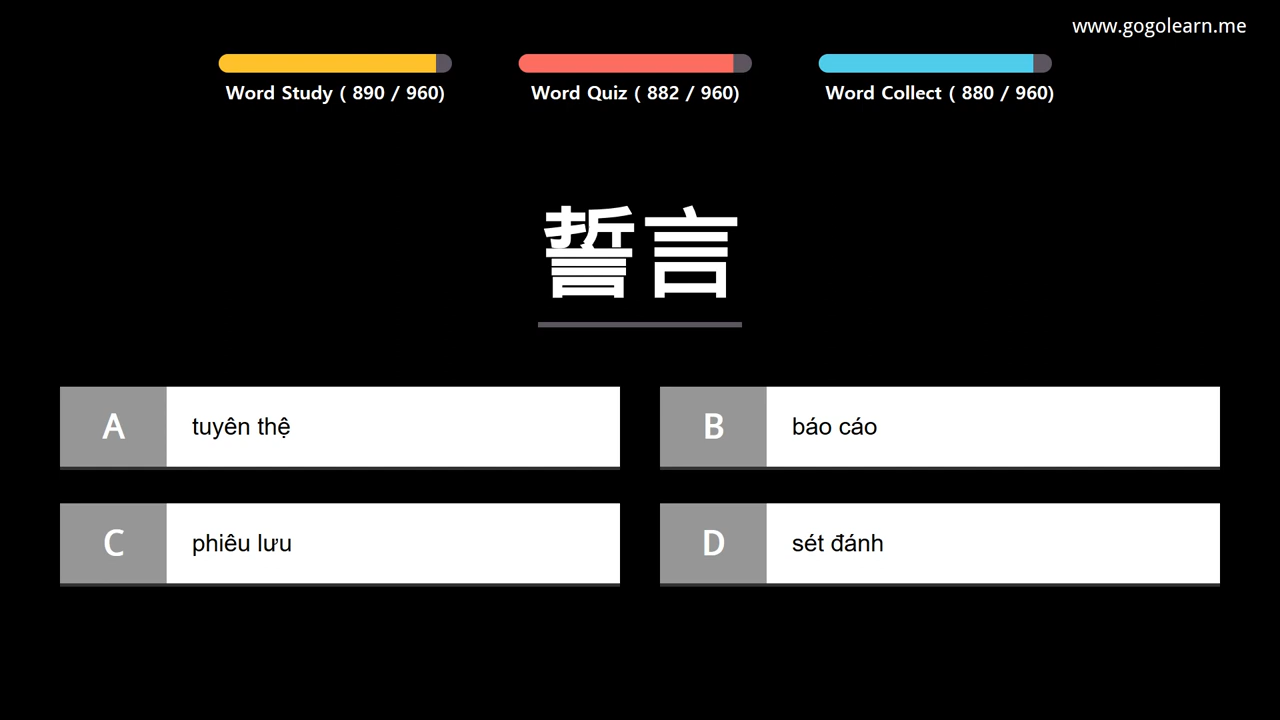 www.gogolearn.me
Word Study ( 890 / 960)
Word Quiz ( 882 / 960)
Word Collect ( 880 / 960)
誓言
A tuyên thệ
B báo cáo
C phiêu lưu
D sét đánh